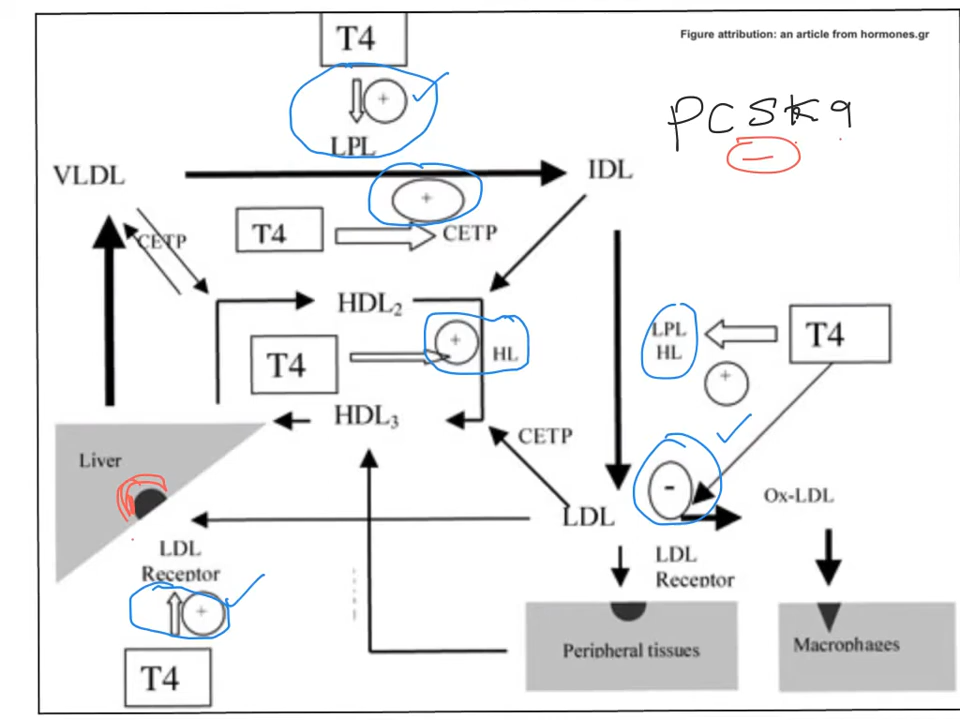 T4
Figure attribution: an article from hormones.gr
+
PCSK9
LPL
−
VLDL
IDL
+
T4
CETP
CETP
HDL2
LPL
HL
T4
+
HL
T4
+
HDL3
CETP
Liver
-
Ox-LDL
LDL
LDL
Receptor
LDL
Receptor
+
Peripheral tissues
Macrophages
T4